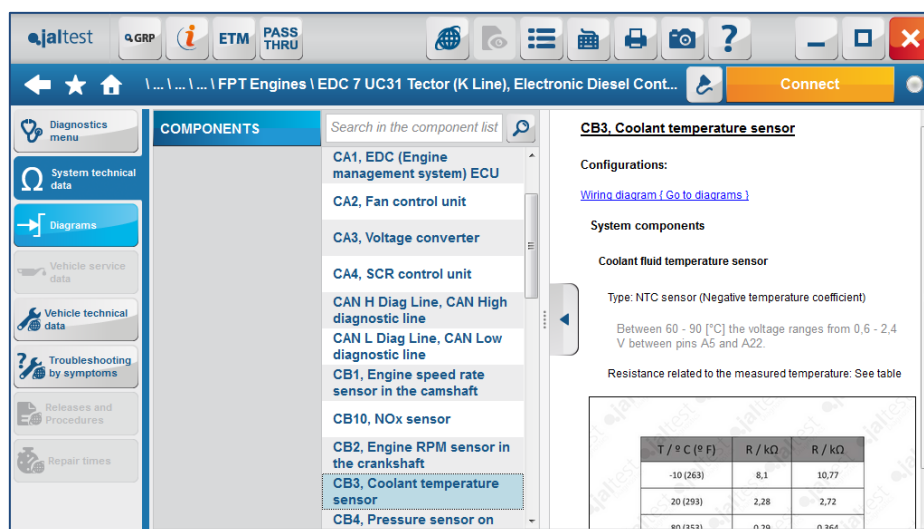 jaltest
GRP
i
ETM
PASS
THRU
?
\ ... \ ... \ ... \ FPT Engines \ EDC 7 UC31 Tector (K Line), Electronic Diesel Cont...
Connect
Diagnostics
menu
System technical
data
Diagrams
Vehicle service
data
Vehicle technical
data
Troubleshooting
by symptoms
Releases and
Procedures
Repair times
COMPONENTS
Search in the component list
CA1, EDC (Engine
management system) ECU
CA2, Fan control unit
CA3, Voltage converter
CA4, SCR control unit
CAN H Diag Line, CAN High
diagnostic line
CAN L Diag Line, CAN Low
diagnostic line
CB1, Engine speed rate
sensor in the camshaft
CB10, NOx sensor
CB2, Engine RPM sensor in
the crankshaft
CB3, Coolant temperature
sensor
CB4, Pressure sensor on
CB3, Coolant temperature sensor
Configurations:
Wiring diagram { Go to diagrams }
System components
Coolant fluid temperature sensor
Type: NTC sensor (Negative temperature coefficient)
Between 60 - 90 [°C] the voltage ranges from 0,6 - 2,4
V between pins A5 and A22.
Resistance related to the measured temperature: See table
T / º C (º F) R / kΩ R / kΩ
-10 (263) 8,1 10,77
20 (293) 2,28 2,72
80 (353) 0,29 0,364